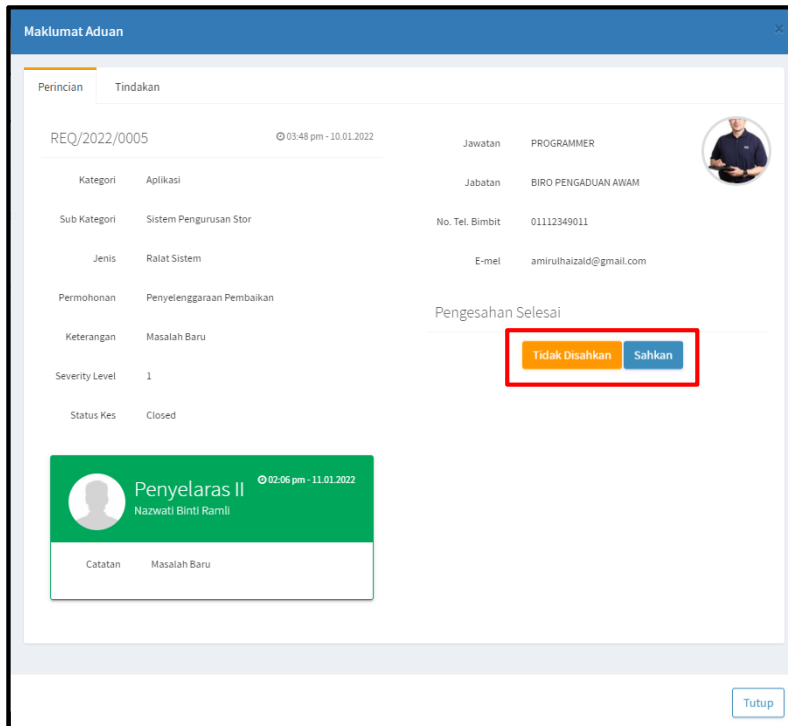 Maklumat Aduan
×
Perincian Tindakan
REQ/2022/0005 03:48 pm - 10.01.2022
Kategori Aplikasi
Sub Kategori Sistem Pengurusan Stor
Jenis Ralat Sistem
Permohonan Penyelenggaraan Pembaikan
Keterangan Masalah Baru
Severity Level 1
Status Kes Closed
Penyelaras II 02:06 pm - 11.01.2022
Nazwati Binti Ramli
Catatan Masalah Baru
Jawatan PROGRAMMER
Jabatan BIRO PENGADUAN AWAM
No. Tel. Bimbit 01112349011
E-mel amirulhaizald@gmail.com
Pengesahan Selesai
Tidak Disahkan Sahkan
Tutup